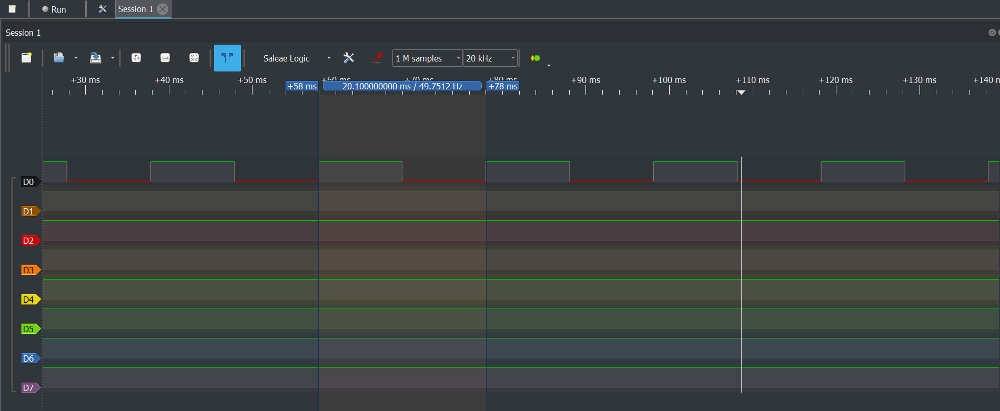 Run
Session 1
Session 1
Saleae Logic
1 M samples
20 kHz
+30 ms +40 ms +50 ms +60 ms +70 ms +80 ms +90 ms +100 ms +110 ms +120 ms +130 ms +140
+58 ms 20.100000000 ms / 49.7512 Hz +78 ms
D0
D1
D2
D3
D4
D5
D6
D7